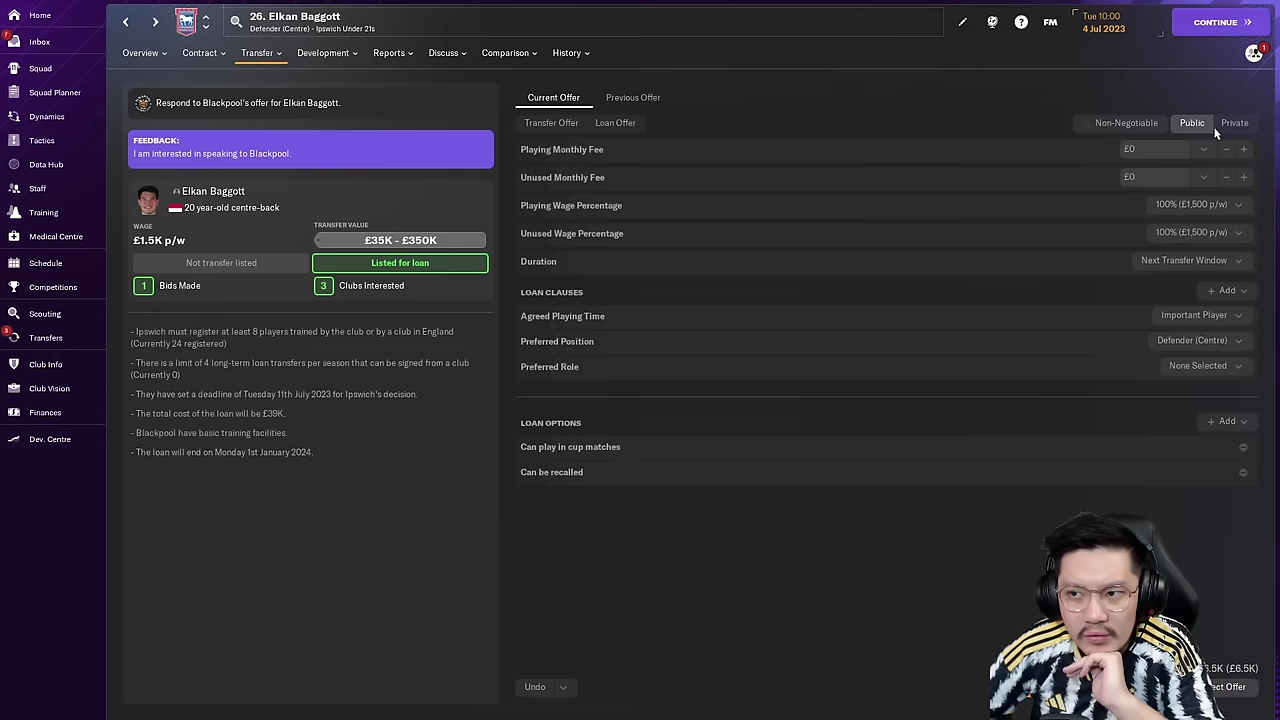 Home
7
Inbox
Squad
Squad Planner
Dynamics
Tactics
Data Hub
Staff
Training
Medical Centre
Schedule
Competitions
Scouting
3
Transfers
Club Info
Club Vision
Finances
Dev. Centre
26. Elkan Baggott
Defender (Centre) - Ipswich Under 21s
FM
Tue 10:00
4 Jul 2023
CONTINUE
Overview
Contract
Transfer
Development
Reports
Discuss
Comparison
History
1
Respond to Blackpool's offer for Elkan Baggott.
FEEDBACK:
I am interested in speaking to Blackpool.
Elkan Baggott
20 year-old centre-back
WAGE
TRANSFER VALUE
£1.5K p/w
£35K - £350K
Not transfer listed
Listed for loan
1 Bids Made
3 Clubs Interested
- Ipswich must register at least 8 players trained by the club or by a club in England
(Currently 24 registered)
- There is a limit of 4 long-term loan transfers per season that can be signed from a club
(Currently 0)
- They have set a deadline of Tuesday 11th July 2023 for Ipswich's decision.
- The total cost of the loan will be £39K.
- Blackpool have basic training facilities.
- The loan will end on Monday 1st January 2024.
Current Offer
Previous Offer
Transfer Offer
Loan Offer
Non-Negotiable
Public
Private
Playing Monthly Fee
£0
Unused Monthly Fee
£0
Playing Wage Percentage
100% (£1,500 p/w)
Unused Wage Percentage
100% (£1,500 p/w)
Duration
Next Transfer Window
LOAN CLAUSES
+ Add
Agreed Playing Time
Important Player
Preferred Position
Defender (Centre)
Preferred Role
None Selected
LOAN OPTIONS
+ Add
Can play in cup matches
Can be recalled
Undo
.5K (£6.5K)
Offer